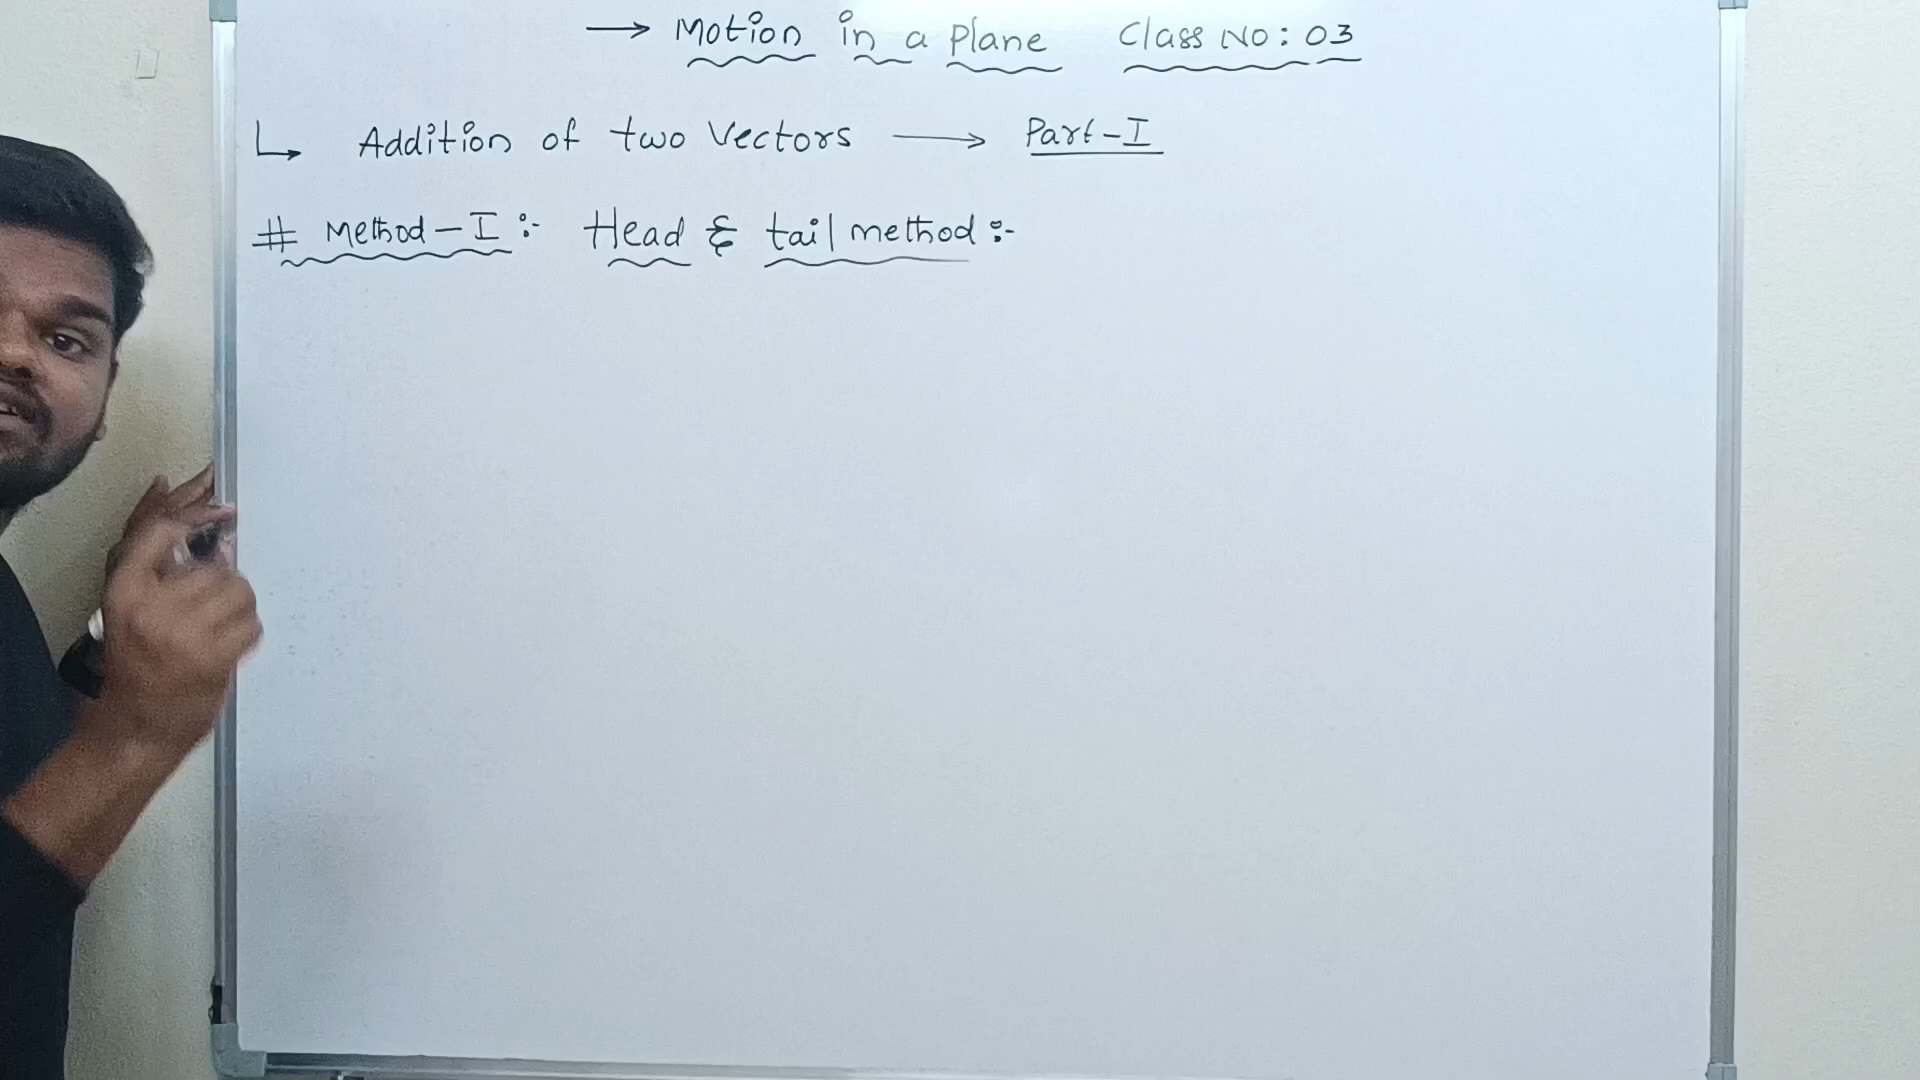 → Motion in a plane Class NO: 03
↳ Addition of two Vectors → Part-I
# Method-I :- Head & tail method :-